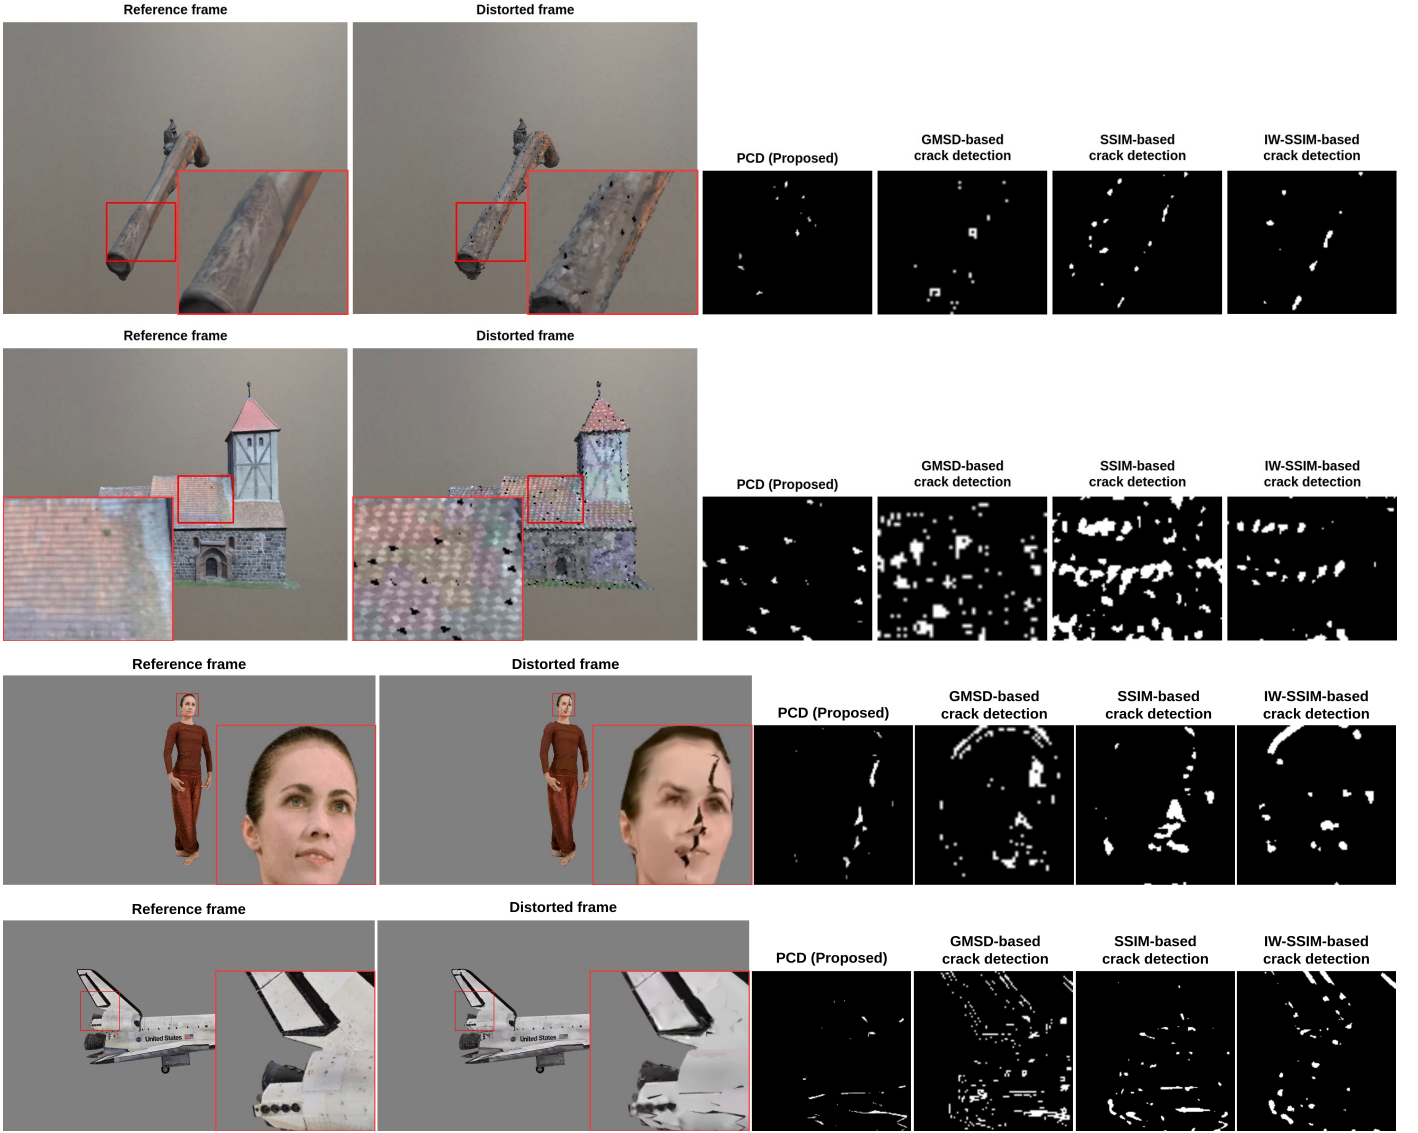 Reference frame
Distorted frame
PCD (Proposed)
GMSD-based
crack detection
SSIM-based
crack detection
IW-SSIM-based
crack detection
Reference frame
Distorted frame
PCD (Proposed)
GMSD-based
crack detection
SSIM-based
crack detection
IW-SSIM-based
crack detection
Reference frame
Distorted frame
PCD (Proposed)
GMSD-based
crack detection
SSIM-based
crack detection
IW-SSIM-based
crack detection
Reference frame
Distorted frame
PCD (Proposed)
GMSD-based
crack detection
SSIM-based
crack detection
IW-SSIM-based
crack detection
United States
United States